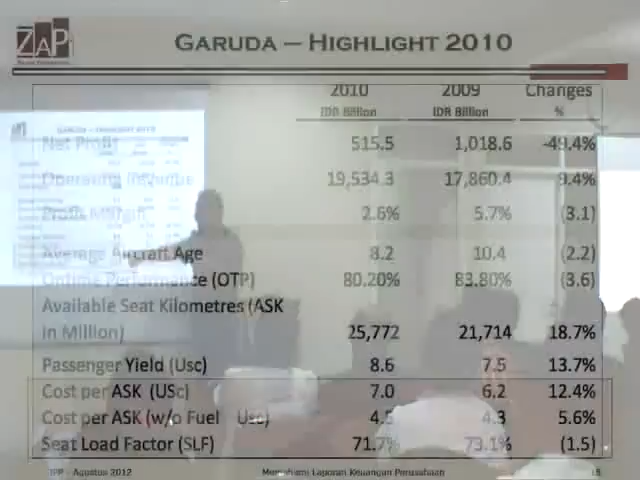 ZAP
GARUDA – HIGHLIGHT 2010
2010 2009 Changes
IDR Billion IDR Billion %
Net Profit 515.5 1,018.6 -49.4%
Operating Revenue 19,534.3 17,860.4 9.4%
Profit Margin 2.6% 5.7% (3.1)
Average Aircraft Age 8.2 10.4 (2.2)
Ontime Performance (OTP) 80.20% 83.80% (3.6)
Available Seat Kilometres (ASK
in Million) 25,772 21,714 18.7%
Passenger Yield (Usc) 8.6 7.5 13.7%
Cost per ASK (USc) 7.0 6.2 12.4%
Cost per ASK (w/o Fuel Usc) 4.5 4.3 5.6%
Seat Load Factor (SLF) 71.7% 73.1% (1.5)
IPP - Agustus 2012 Memahami Laporan Keuangan Perusahaan